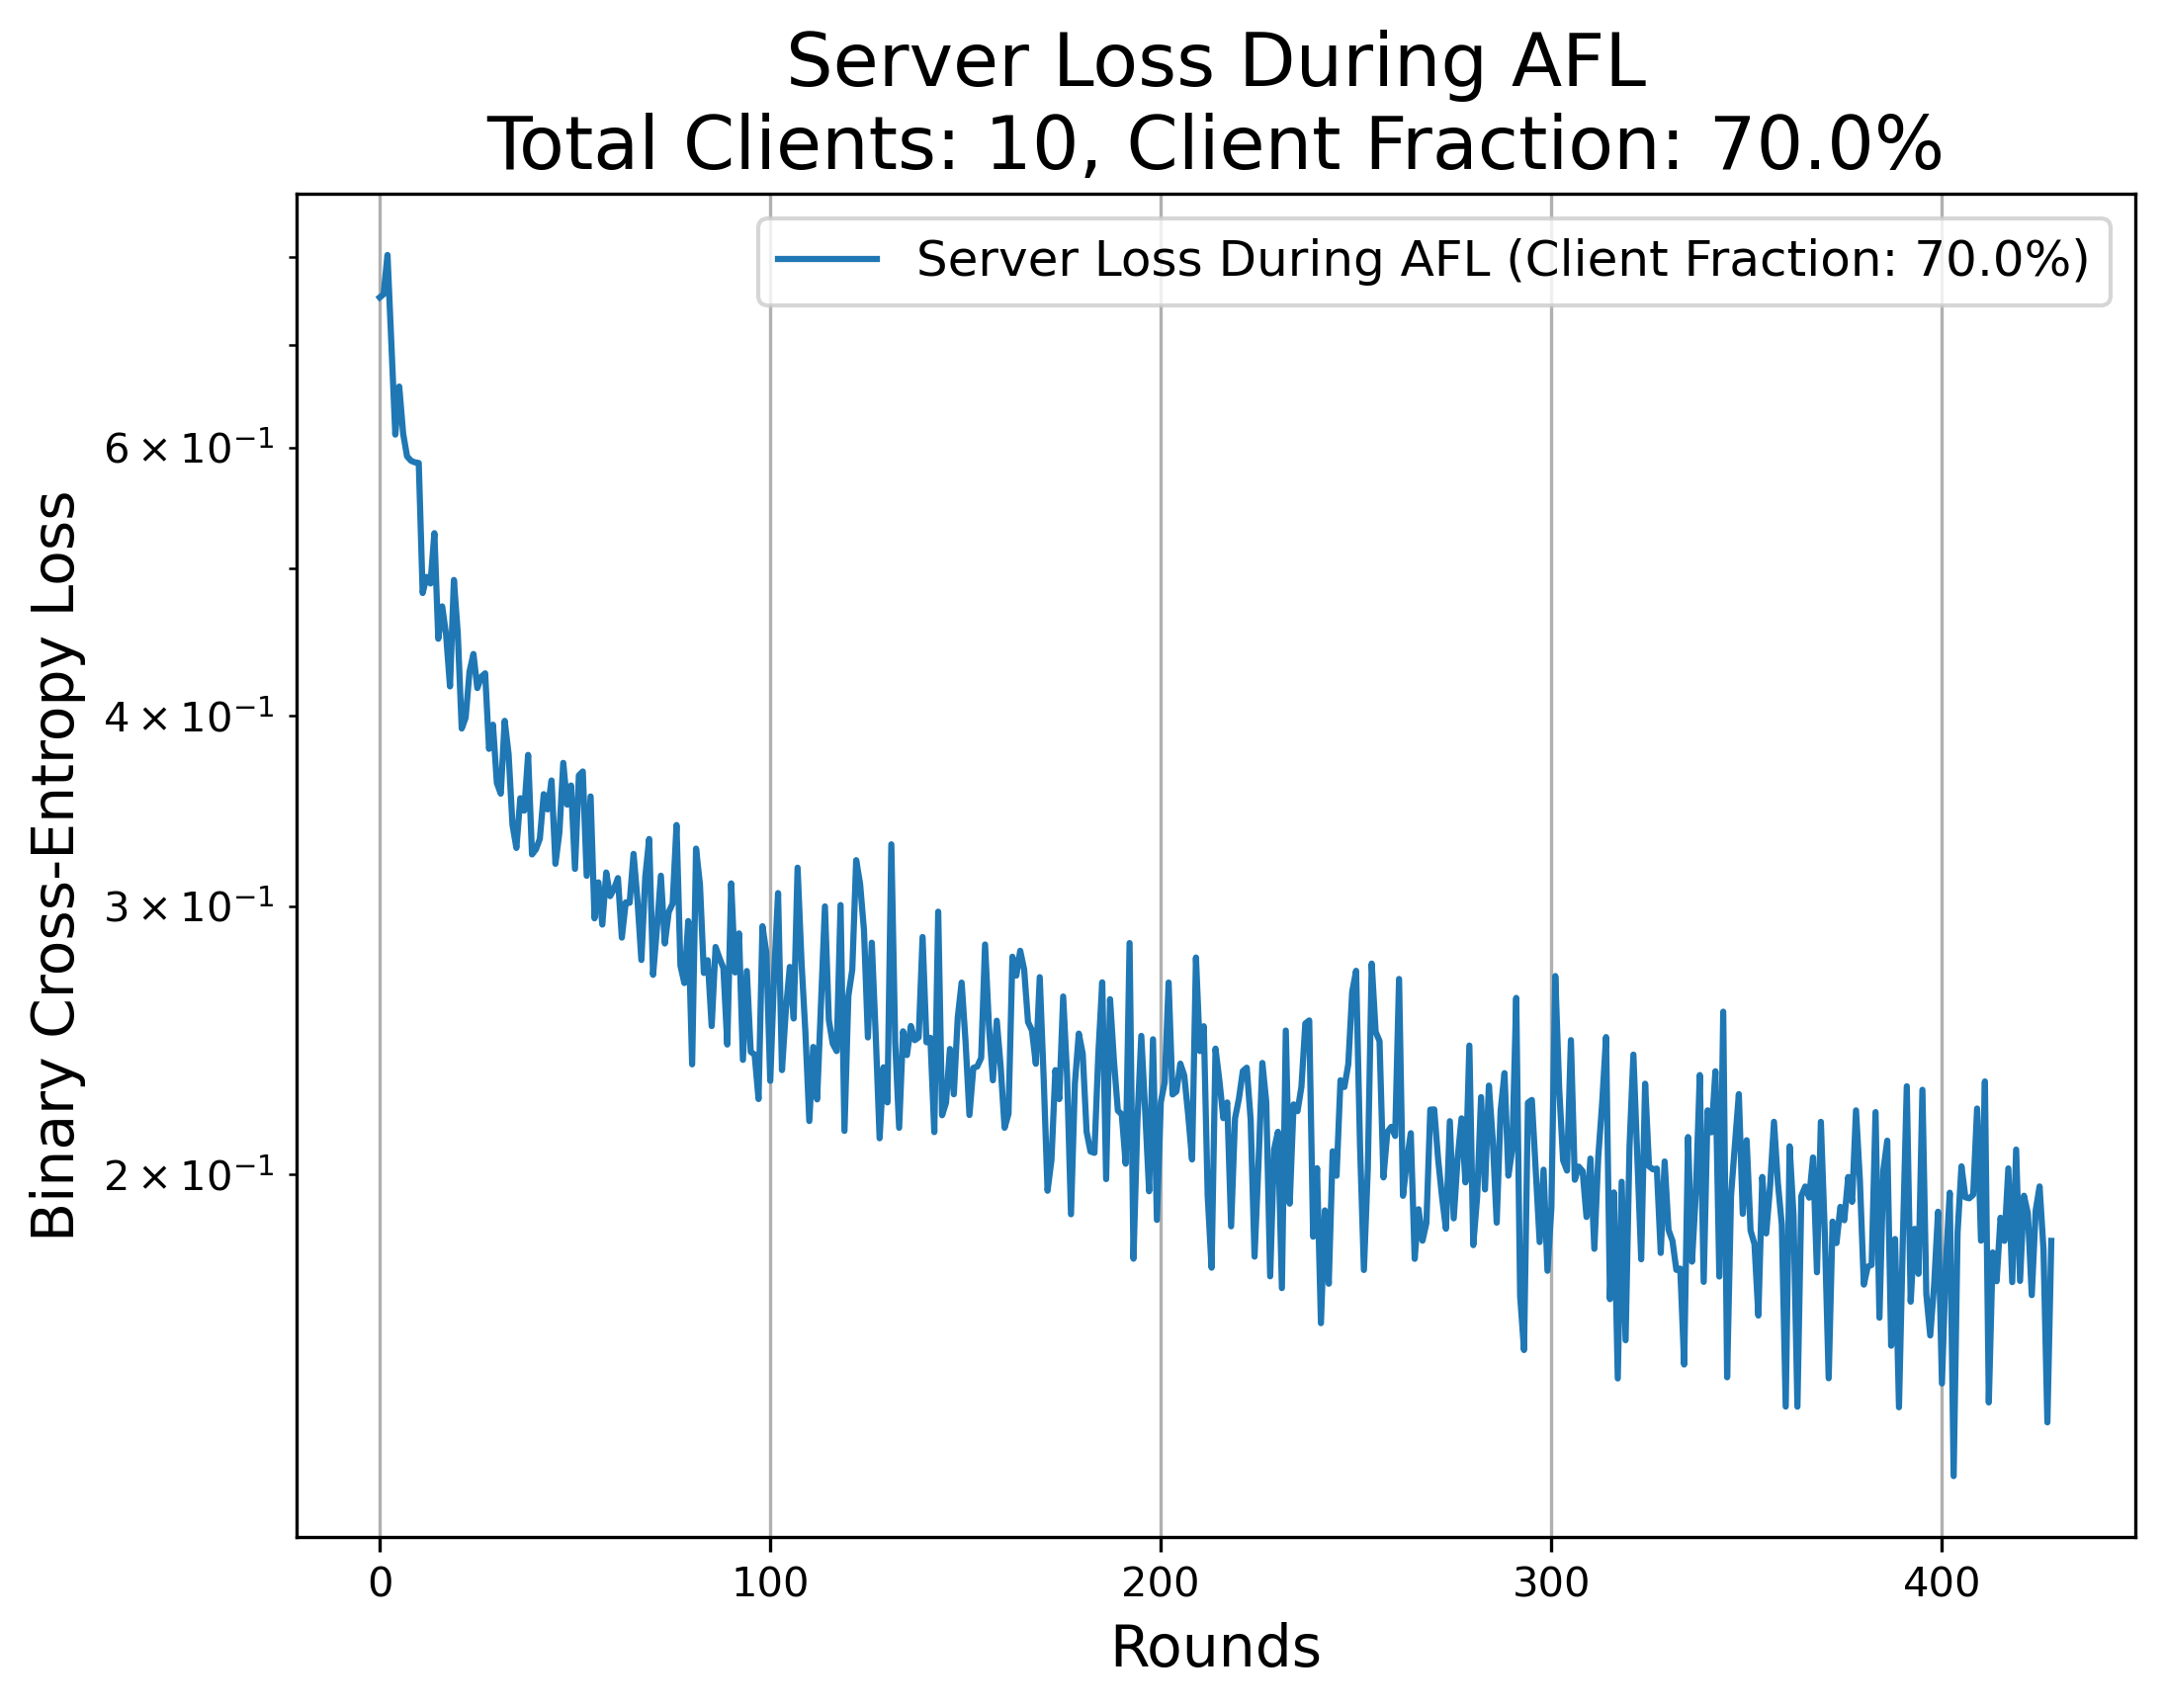 Server Loss During AFL
Total Clients: 10, Client Fraction: 70.0%
Server Loss During AFL (Client Fraction: 70.0%)
Binary Cross-Entropy Loss
6 × 10⁻¹
4 × 10⁻¹
3 × 10⁻¹
2 × 10⁻¹
0 100 200 300 400
Rounds